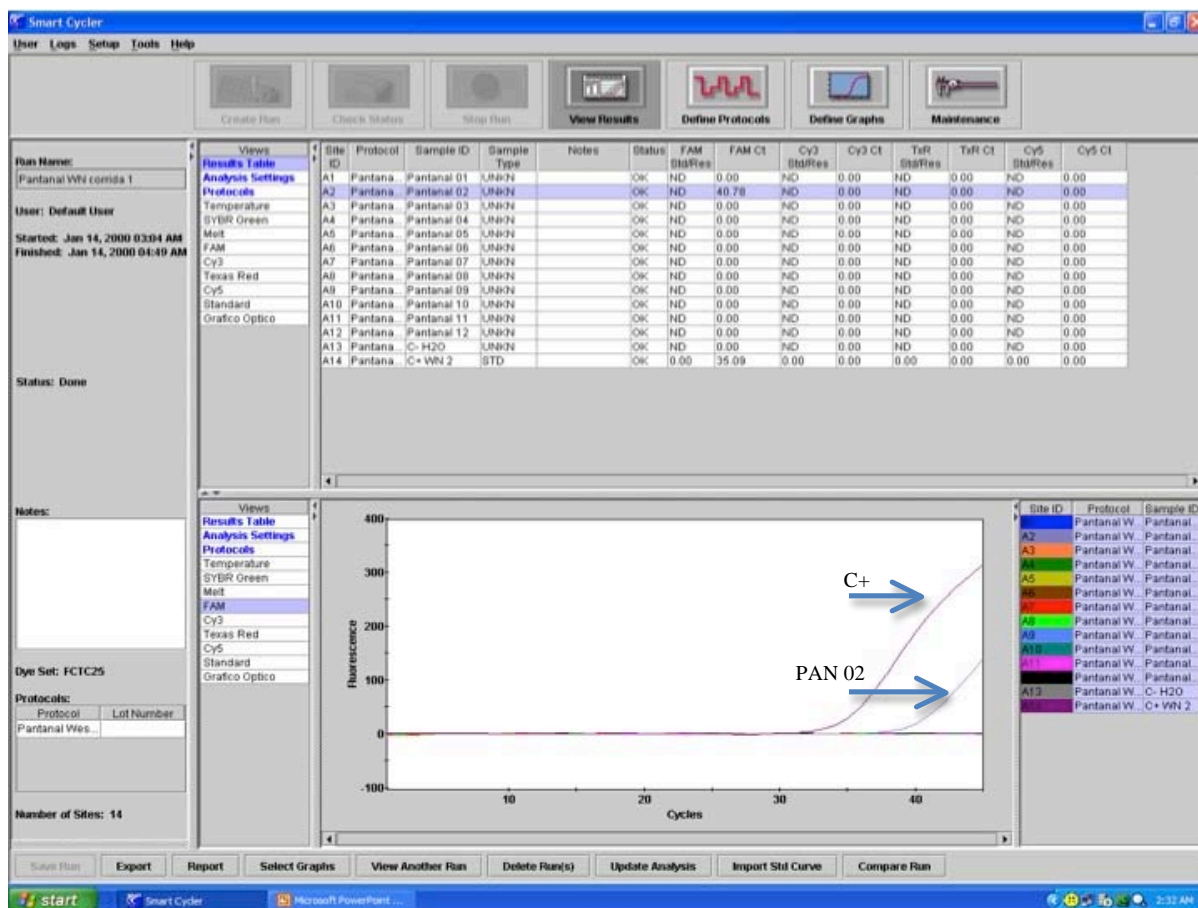 Smart Cycler
User Logs Setup Tools Help
Create Run Check Status Stop Run View Results Define Protocols Define Graphs Maintenance
Run Name:
Pantanal WN corrida 1
User: Default User
Started: Jan 14, 2000 03:04 AM
Finished: Jan 14, 2000 04:49 AM
Status: Done
Notes:
Dye Set: FCTC25
Protocols:
Protocol Lot Number
Pantanal Wes...
Number of Sites: 14
Views
Results Table
Analysis Settings
Protocols
Temperature
SYBR Green
Melt
FAM
Cy3
Texas Red
Cy5
Standard
Grafico Optico
Site ID Protocol Sample ID Sample Type Notes Status FAM Std/Res FAM Ct Cy3 Std/Res Cy3 Ct TxR Std/Res TxR Ct Cy5 Std/Res Cy5 Ct
A1 Pantana... Pantanal 01 UNKN OK ND 0.00 ND 0.00 ND 0.00 ND 0.00
A2 Pantana... Pantanal 02 UNKN OK ND 40.78 ND 0.00 ND 0.00 ND 0.00
A3 Pantana... Pantanal 03 UNKN OK ND 0.00 ND 0.00 ND 0.00 ND 0.00
A4 Pantana... Pantanal 04 UNKN OK ND 0.00 ND 0.00 ND 0.00 ND 0.00
A5 Pantana... Pantanal 05 UNKN OK ND 0.00 ND 0.00 ND 0.00 ND 0.00
A6 Pantana... Pantanal 06 UNKN OK ND 0.00 ND 0.00 ND 0.00 ND 0.00
A7 Pantana... Pantanal 07 UNKN OK ND 0.00 ND 0.00 ND 0.00 ND 0.00
A8 Pantana... Pantanal 08 UNKN OK ND 0.00 ND 0.00 ND 0.00 ND 0.00
A9 Pantana... Pantanal 09 UNKN OK ND 0.00 ND 0.00 ND 0.00 ND 0.00
A10 Pantana... Pantanal 10 UNKN OK ND 0.00 ND 0.00 ND 0.00 ND 0.00
A11 Pantana... Pantanal 11 UNKN OK ND 0.00 ND 0.00 ND 0.00 ND 0.00
A12 Pantana... Pantanal 12 UNKN OK ND 0.00 ND 0.00 ND 0.00 ND 0.00
A13 Pantana... C- H2O UNKN OK ND 0.00 ND 0.00 ND 0.00 ND 0.00
A14 Pantana... C+ WN 2 STD OK 0.00 35.09 0.00 0.00 0.00 0.00 0.00 0.00
Views
Results Table
Analysis Settings
Protocols
Temperature
SYBR Green
Melt
FAM
Cy3
Texas Red
Cy5
Standard
Grafico Optico
400
300
200
100
0
-100
Fluorescence
10 20 30 40
Cycles
C+
PAN 02
Site ID Protocol Sample ID
Pantanal W... Pantanal...
A2 Pantanal W... Pantanal...
A3 Pantanal W... Pantanal...
A4 Pantanal W... Pantanal...
A5 Pantanal W... Pantanal...
A6 Pantanal W... Pantanal...
A7 Pantanal W... Pantanal...
A8 Pantanal W... Pantanal...
A9 Pantanal W... Pantanal...
A10 Pantanal W... Pantanal...
A11 Pantanal W... Pantanal...
Pantanal W... Pantanal...
A13 Pantanal W... C- H2O
Pantanal W... C+ WN 2
Save Run Export Report Select Graphs View Another Run Delete Run(s) Update Analysis Import Std Curve Compare Run
start Smart Cycler Microsoft PowerPoint ... 2:32 AM